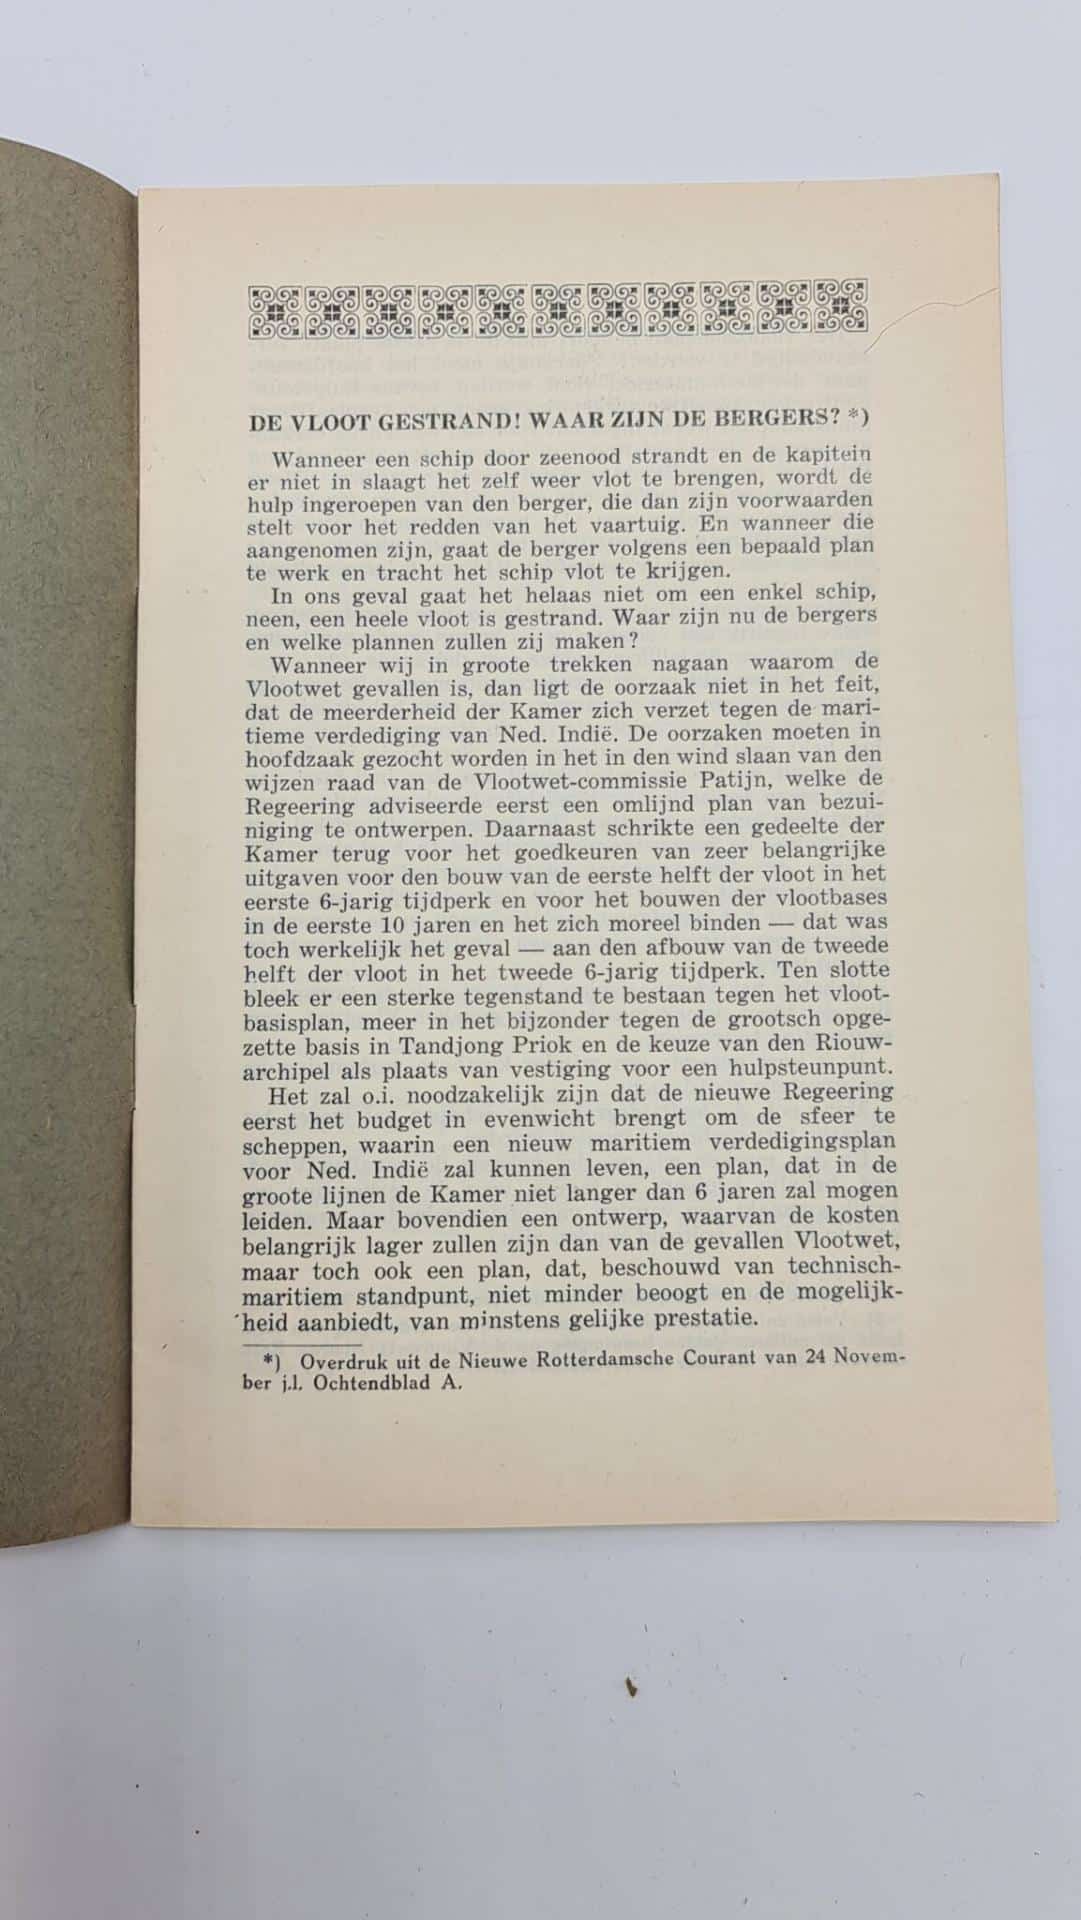 DE VLOOT GESTRAND! WAAR ZIJN DE BERGERS? *)
Wanneer een schip door zeenood strandt en de kapitein
er niet in slaagt het zelf weer vlot te brengen, wordt de
hulp ingeroepen van den berger, die dan zijn voorwaarden
stelt voor het redden van het vaartuig. En wanneer die
aangenomen zijn, gaat de berger volgens een bepaald plan
te werk en tracht het schip vlot te krijgen.
In ons geval gaat het helaas niet om een enkel schip,
neen, een heele vloot is gestrand. Waar zijn nu de bergers
en welke plannen zullen zij maken?
Wanneer wij in groote trekken nagaan waarom de
Vlootwet gevallen is, dan ligt de oorzaak niet in het feit,
dat de meerderheid der Kamer zich verzet tegen de mari-
tieme verdediging van Ned. Indië. De oorzaken moeten in
hoofdzaak gezocht worden in het in den wind slaan van den
wijzen raad van de Vlootwet-commissie Patijn, welke de
Regeering adviseerde eerst een omlijnd plan van bezui-
niging te ontwerpen. Daarnaast schrikte een gedeelte der
Kamer terug voor het goedkeuren van zeer belangrijke
uitgaven voor den bouw van de eerste helft der vloot in het
eerste 6-jarig tijdperk en voor het bouwen der vlootbases
in de eerste 10 jaren en het zich moreel binden — dat was
toch werkelijk het geval — aan den afbouw van de tweede
helft der vloot in het tweede 6-jarig tijdperk. Ten slotte
bleek er een sterke tegenstand te bestaan tegen het vloot-
basisplan, meer in het bijzonder tegen de grootsch opge-
zette basis in Tandjong Priok en de keuze van den Riouw-
archipel als plaats van vestiging voor een hulpsteunpunt.
Het zal o.i. noodzakelijk zijn dat de nieuwe Regeering
eerst het budget in evenwicht brengt om de sfeer te
scheppen, waarin een nieuw maritiem verdedigingsplan
voor Ned. Indië zal kunnen leven, een plan, dat in de
groote lijnen de Kamer niet langer dan 6 jaren zal mogen
leiden. Maar bovendien een ontwerp, waarvan de kosten
belangrijk lager zullen zijn dan van de gevallen Vlootwet,
maar toch ook een plan, dat, beschouwd van technisch-
maritiem standpunt, niet minder beoogt en de mogelijk-
heid aanbiedt, van minstens gelijke prestatie.
*) Overdruk uit de Nieuwe Rotterdamsche Courant van 24 Novem-
ber j.l. Ochtendblad A.